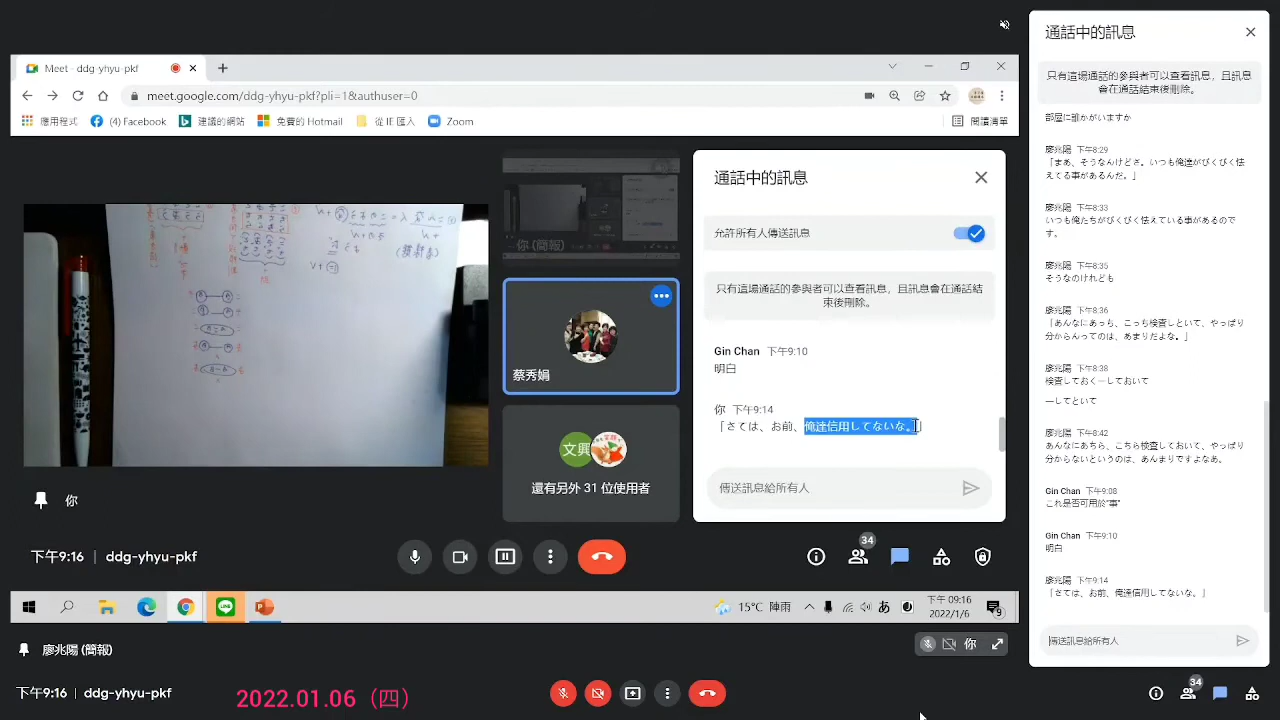 Meet - ddg-yhyu-pkf
meet.google.com/ddg-yhyu-pkf?pli=1&authuser=0
應用程式
(4) Facebook
建議的網站
免費的 Hotmail
從 IE 匯入
Zoom
閱讀清單
你 (簡報)
蔡秀娟
文興
還有另外 31 位使用者
你
通話中的訊息
允許所有人傳送訊息
只有這場通話的參與者可以查看訊息，且訊息會在通話結
束後刪除。
Gin Chan 下午9:10
明白
你 下午9:14
「さては、お前、俺達信用してないな。」
傳送訊息給所有人
下午9:16 | ddg-yhyu-pkf
34
15°C 陣雨
あ
下午 09:16
2022/1/6
9
廖兆陽 (簡報)
你
下午9:16 | ddg-yhyu-pkf
2022.01.06（四）
通話中的訊息
只有這場通話的參與者可以查看訊息，且訊息
會在通話結束後刪除。
部屋に誰かがいますか
廖兆陽 下午8:29
「まあ、そうなんけどさ。いつも俺達がびくびく怯
えてる事があるんだ。」
廖兆陽 下午8:33
いつも俺たちがびくびく怯えている事があるので
す。
廖兆陽 下午8:35
そうなのけれども
廖兆陽 下午8:36
「あんなにあっち、こっち検査しといて、やっぱり
分からんってのは、あまりだよな。」
廖兆陽 下午8:38
検査しておくーしておいて
ーしてといて
廖兆陽 下午8:42
あんなにあちら、こちら検査しておいて、やっぱり
分からないというのは、あんまりですよなあ。
Gin Chan 下午9:08
これ是否可用於"事"
Gin Chan 下午9:10
明白
廖兆陽 下午9:14
「さては、お前、俺達信用してないな。」
傳送訊息給所有人
34